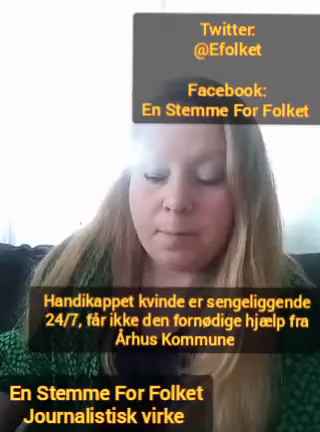 Twitter:
@Efolket
Facebook:
En Stemme For Folket
Handikappet kvinde er sengeliggende
24/7, får ikke den fornødige hjælp fra
Århus Kommune
En Stemme For Folket
Journalistisk virke